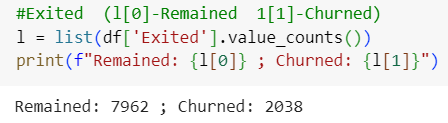 #Exited (l[0]-Remained 1[1]-Churned)
l = list(df['Exited'].value_counts())
print(f"Remained: {l[0]} ; Churned: {l[1]}")
Remained: 7962 ; Churned: 2038